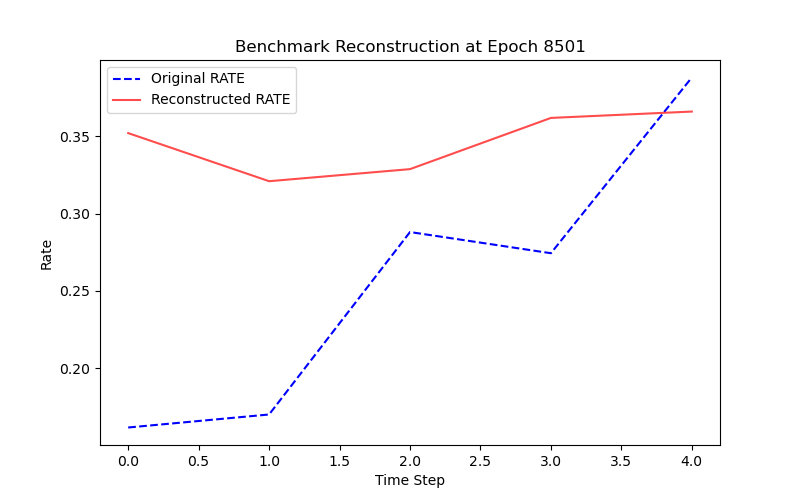 Benchmark Reconstruction at Epoch 8501
Original RATE
Reconstructed RATE
0.35
0.30
0.25
0.20
Rate
0.0 0.5 1.0 1.5 2.0 2.5 3.0 3.5 4.0
Time Step